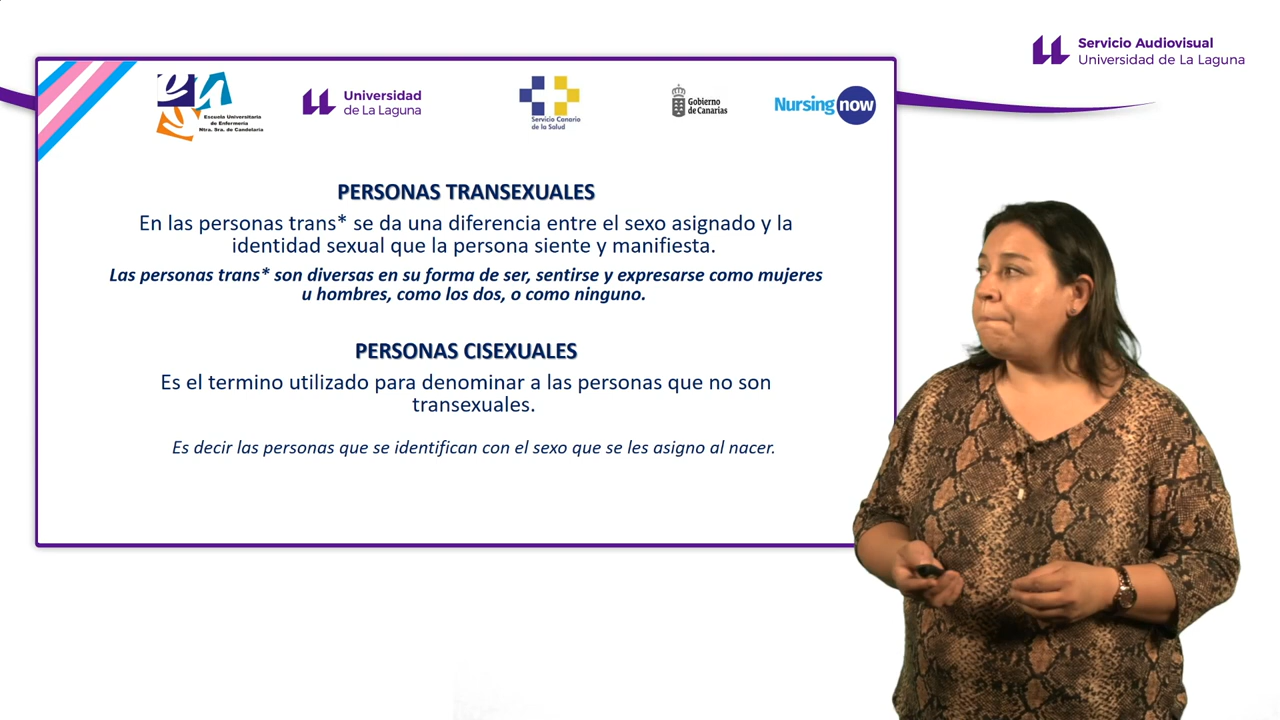 Servicio Audiovisual
Universidad de La Laguna
Escuela Universitaria
de Enfermería
Ntra. Sra. de Candelaria
Universidad
de La Laguna
Servicio Canario
de la Salud
Gobierno
de Canarias
Nursing now
PERSONAS TRANSEXUALES
En las personas trans* se da una diferencia entre el sexo asignado y la
identidad sexual que la persona siente y manifiesta.
Las personas trans* son diversas en su forma de ser, sentirse y expresarse como mujeres
u hombres, como los dos, o como ninguno.
PERSONAS CISEXUALES
Es el termino utilizado para denominar a las personas que no son
transexuales.
Es decir las personas que se identifican con el sexo que se les asigno al nacer.